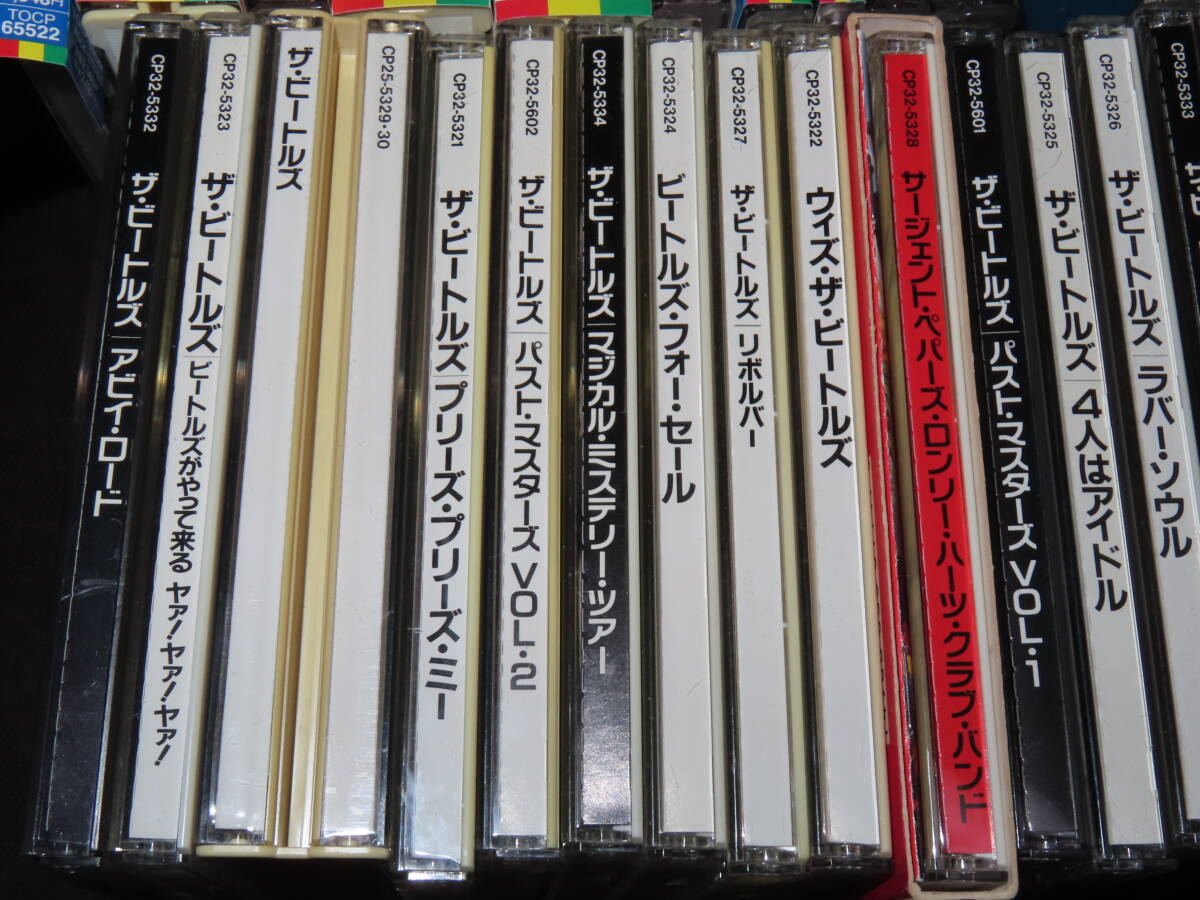 TOCP
65522
CP32-5332 ザ・ビートルズ/アビイ・ロード
CP32-5323 ザ・ビートルズ/ビートルズがやって来る ヤァ!・ヤァ!・ヤァ!
ザ・ビートルズ
CP25-5329・30
CP32-5321 ザ・ビートルズ/プリーズ・プリーズ・ミー
CP32-5602 ザ・ビートルズ/パスト・マスターズ VOL・2
CP32-5334 ザ・ビートルズ/マジカル・ミステリー・ツアー
CP32-5324 ビートルズ・フォー・セール
CP32-5327 ザ・ビートルズ/リボルバー
CP32-5322 ウィズ・ザ・ビートルズ
CP32-5328 サージェント・ペパーズ・ロンリー・ハーツ・クラブ・バンド
CP32-5601 ザ・ビートルズ/パスト・マスターズ VOL・1
CP32-5325 ザ・ビートルズ/4人はアイドル
CP32-5326 ザ・ビートルズ/ラバー・ソウル
CP32-5333